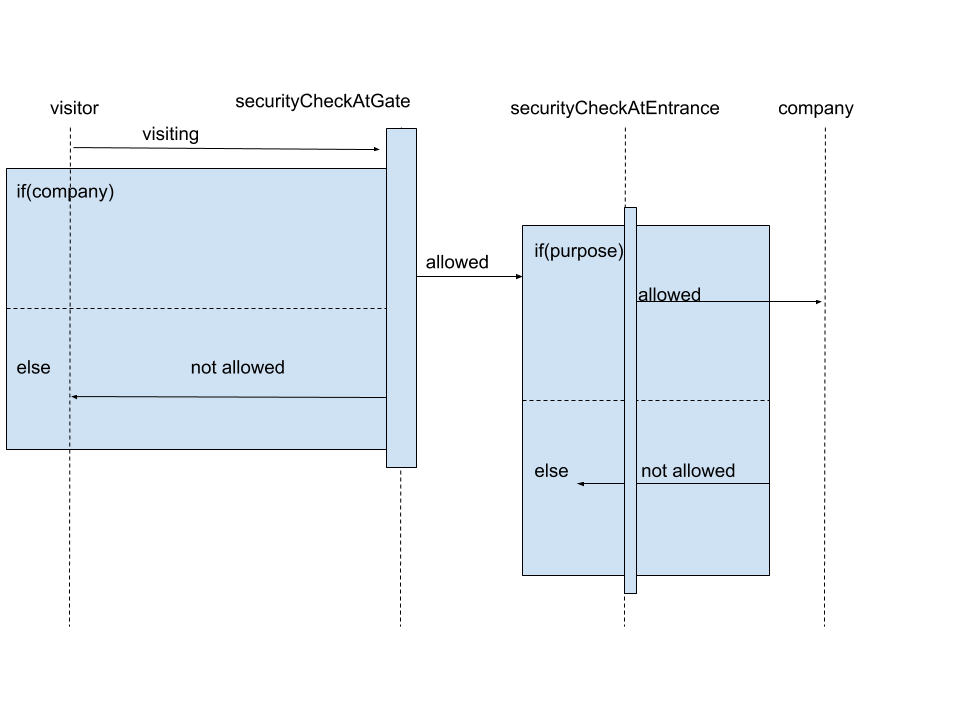 visitor
securityCheckAtGate
securityCheckAtEntrance
company
visiting
if(company)
allowed
if(purpose)
allowed
else
not allowed
else
not allowed